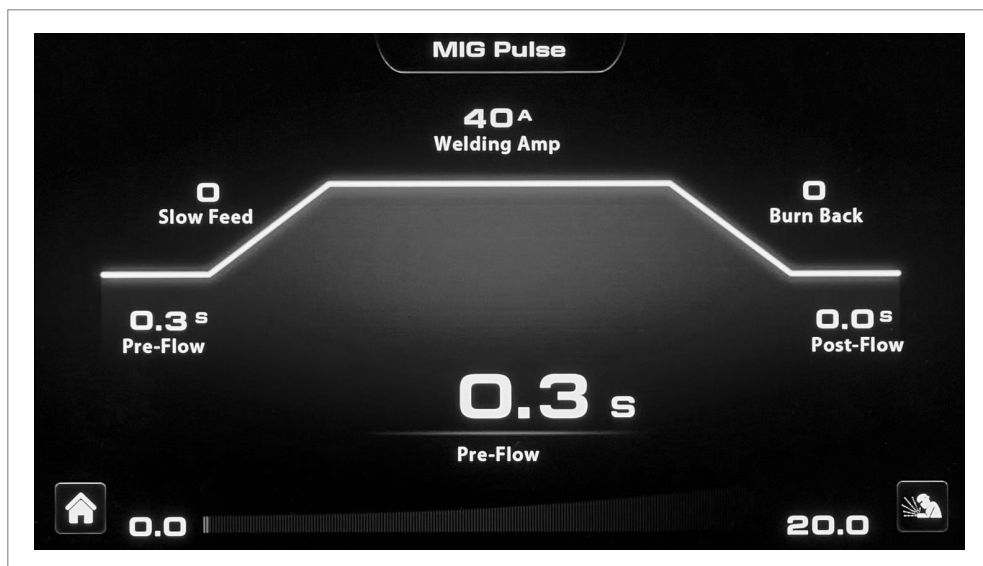 MIG Pulse
40 A
Welding Amp
0
Slow Feed
0
Burn Back
0.3 s
Pre-Flow
0.0 s
Post-Flow
0.3 s
Pre-Flow
0.0
20.0